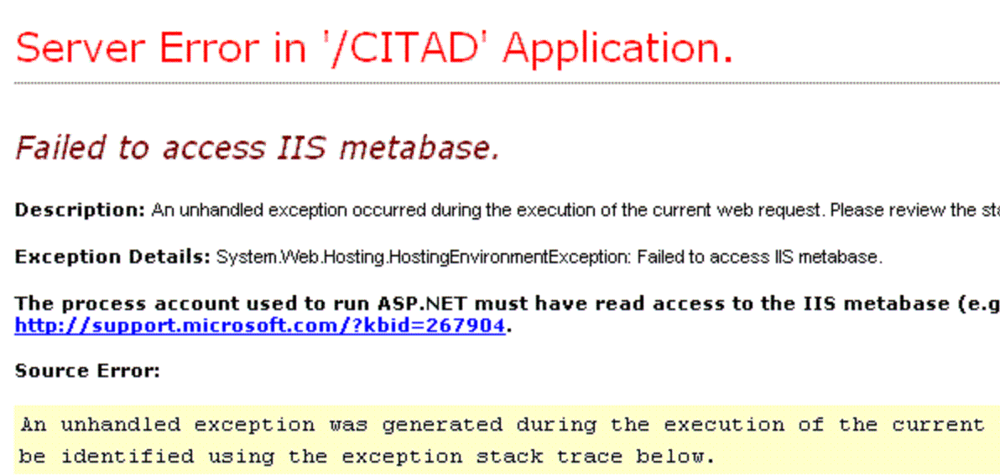 Server Error in '/CITAD' Application.
Failed to access IIS metabase.
Description: An unhandled exception occurred during the execution of the current web request. Please review the
Exception Details: System.Web.Hosting.HostingEnvironmentException: Failed to access IIS metabase.
The process account used to run ASP.NET must have read access to the IIS metabase (e.g
http://support.microsoft.com/?kbid=267904.
Source Error:
An unhandled exception was generated during the execution of the current
be identified using the exception stack trace below.